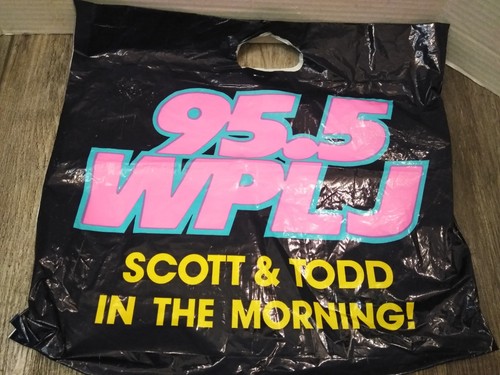 95.5
WPLJ
SCOTT & TODD
IN THE MORNING!